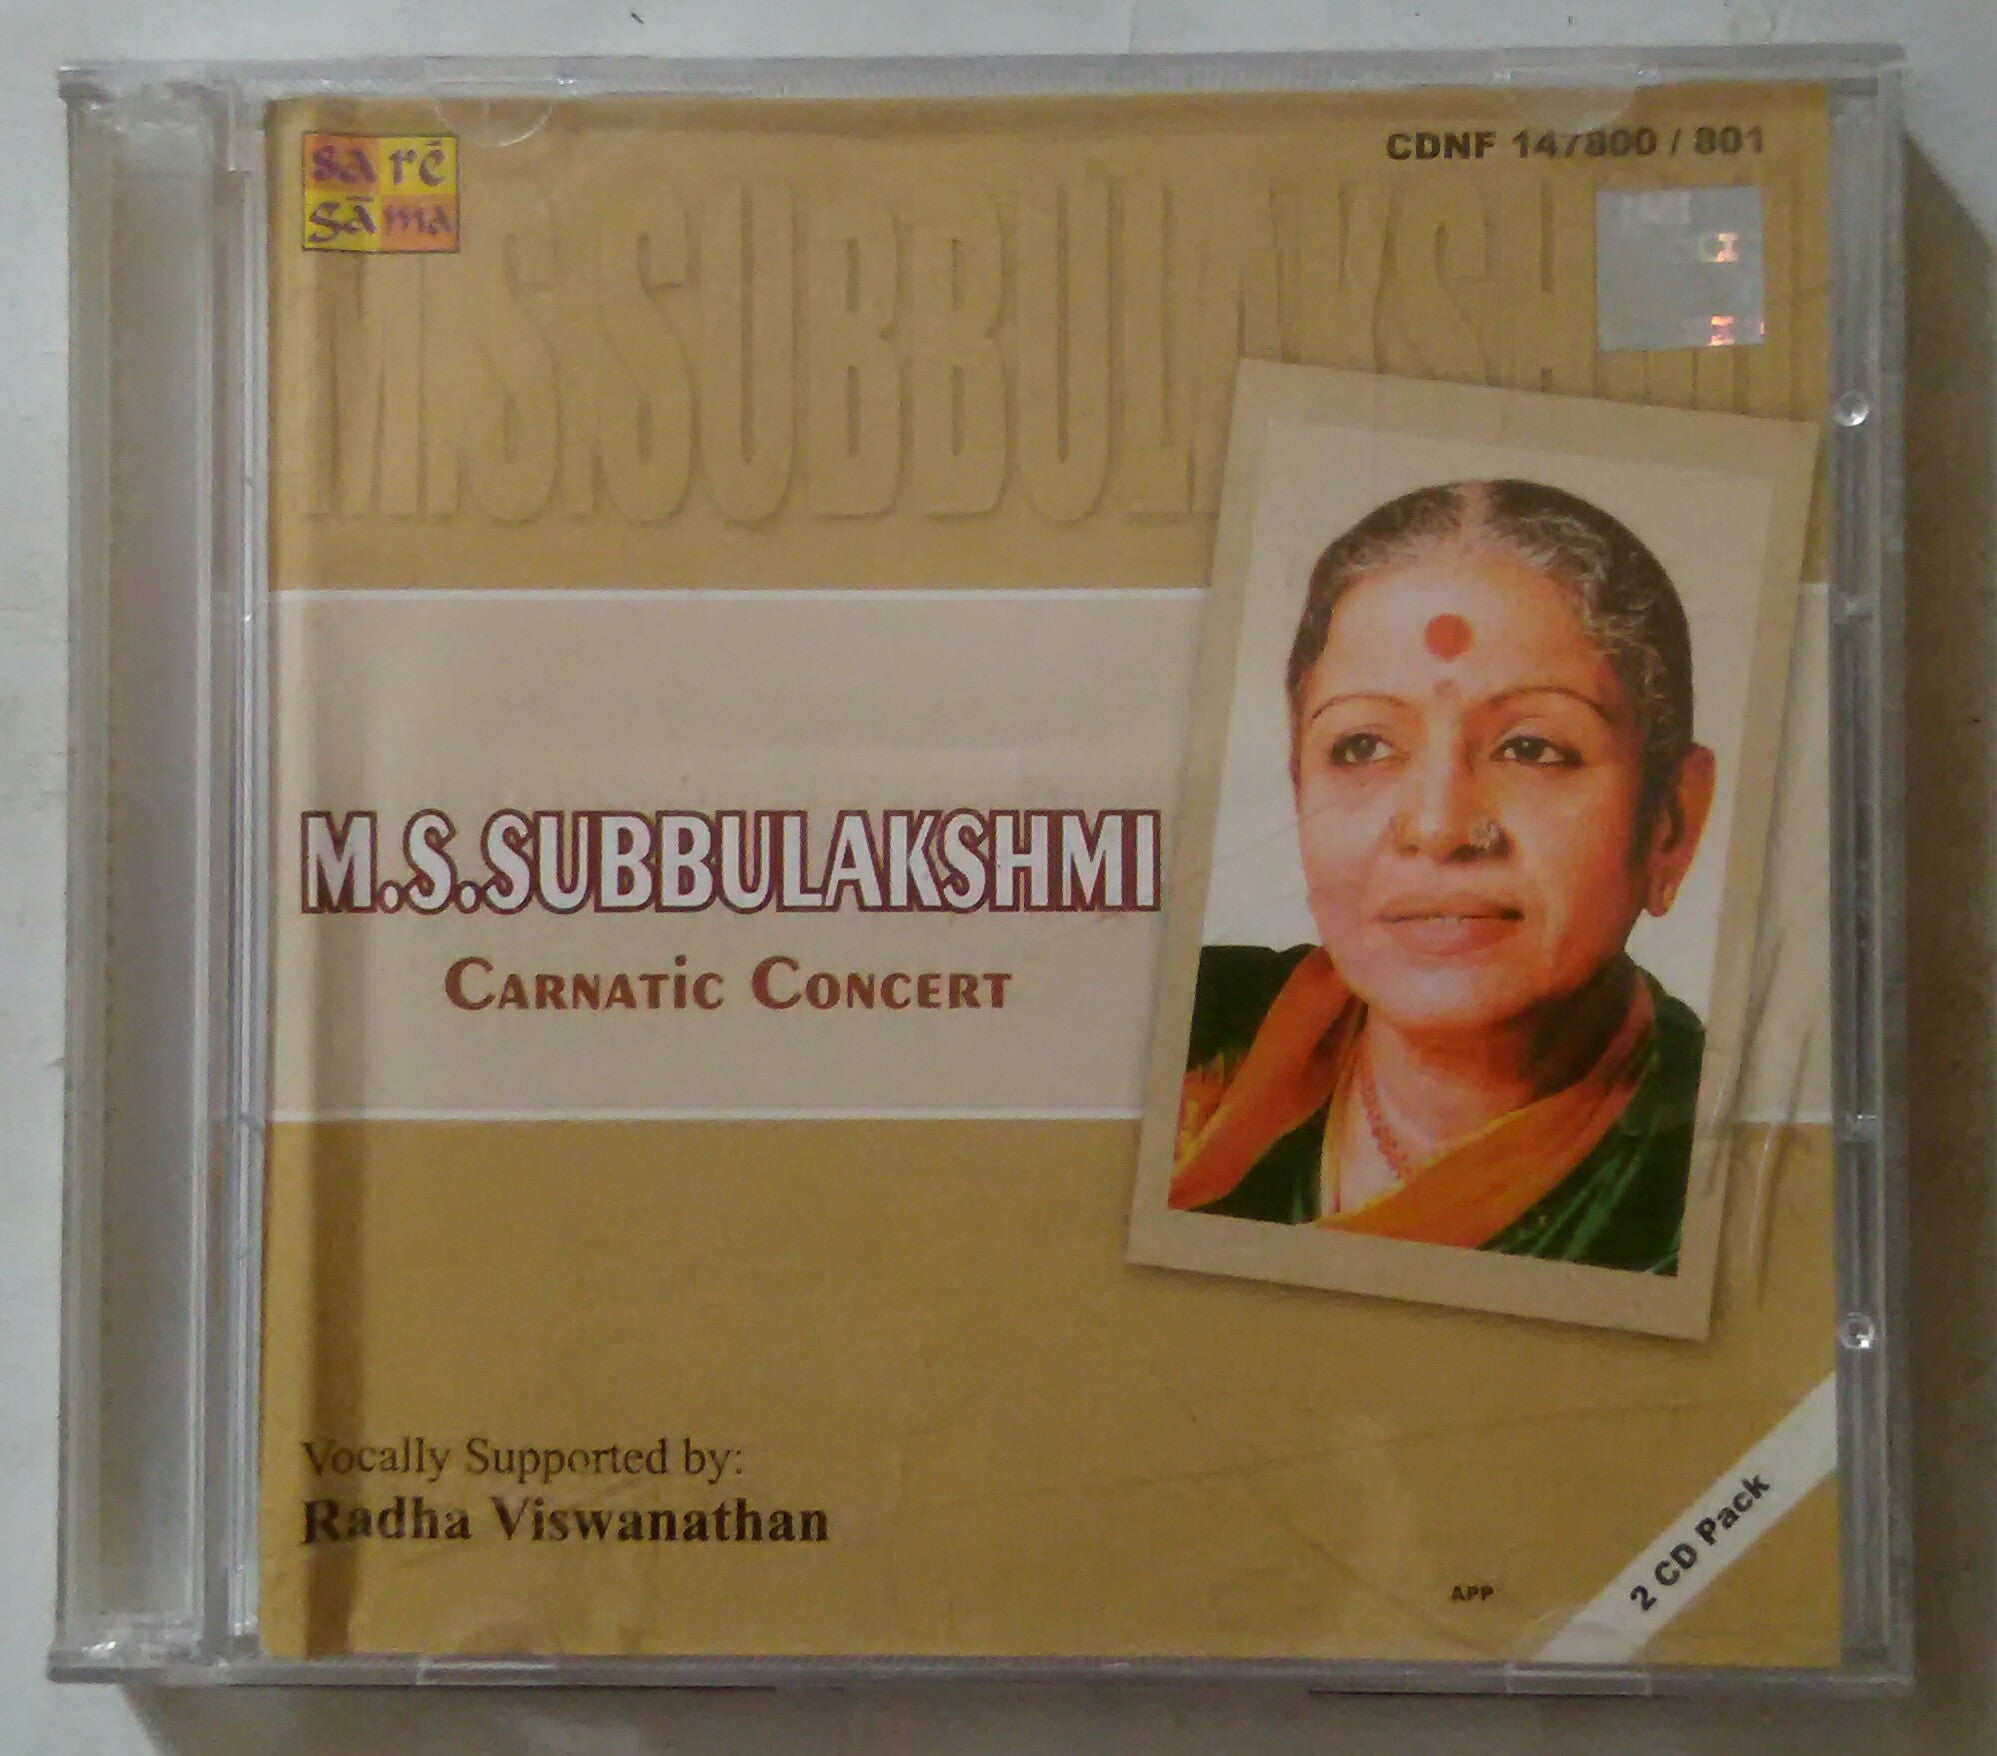 sa rē
gā ma
CDNF 147800 / 801
M.S.SUBBULAKSHMI
M.S.SUBBULAKSHMI
CARNATiC CONCERT
Vocally Supported by:
Radha Viswanathan
APP
2 CD Pack